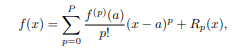 f(x) = \sum_{p=0}^{P} \frac{f^{(p)}(a)}{p!} (x − a)^p + R_p(x),